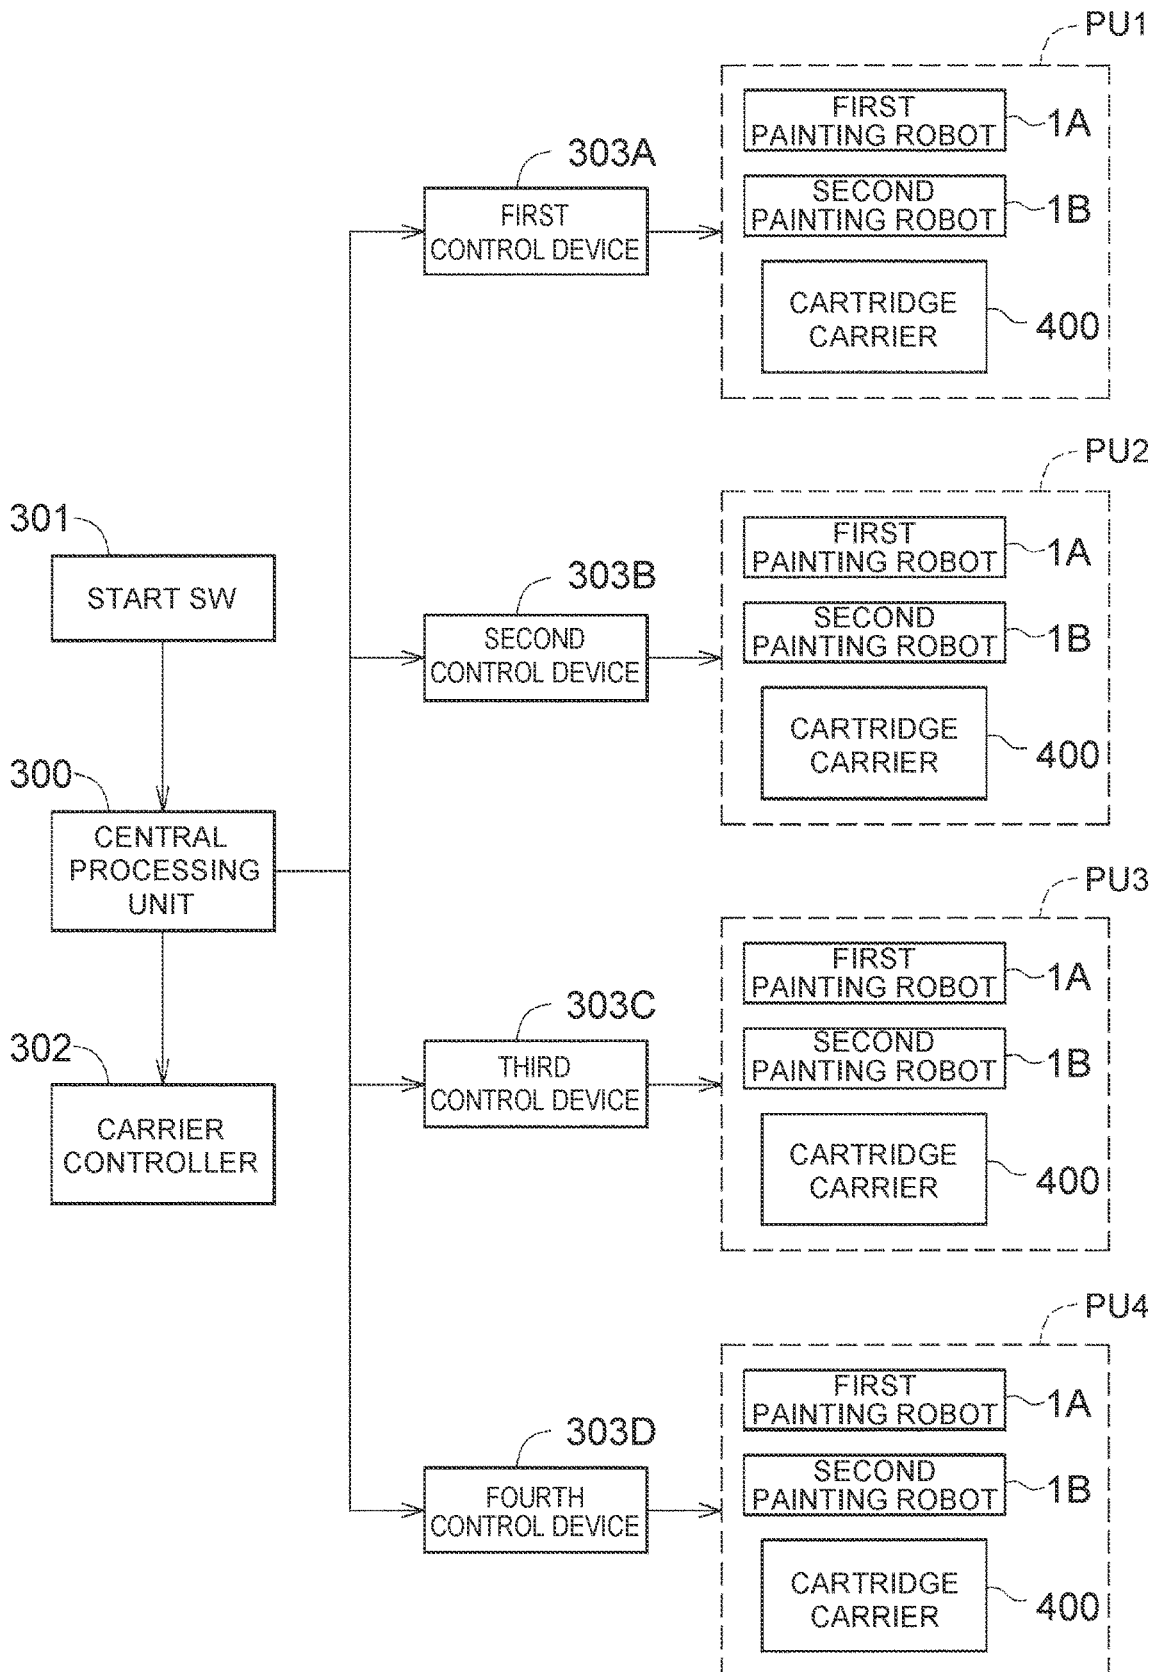 PU1
FIRST
PAINTING ROBOT
1A
303A
SECOND
PAINTING ROBOT
1B
FIRST
CONTROL DEVICE
CARTRIDGE
CARRIER
400
PU2
301
FIRST
PAINTING ROBOT
1A
START SW
303B
SECOND
PAINTING ROBOT
1B
SECOND
CONTROL DEVICE
CARTRIDGE
CARRIER
400
300
CENTRAL
PROCESSING
UNIT
PU3
FIRST
PAINTING ROBOT
1A
303C
302
SECOND
PAINTING ROBOT
1B
THIRD
CONTROL DEVICE
CARRIER
CONTROLLER
CARTRIDGE
CARRIER
400
PU4
FIRST
PAINTING ROBOT
1A
303D
SECOND
PAINTING ROBOT
1B
FOURTH
CONTROL DEVICE
CARTRIDGE
CARRIER
400